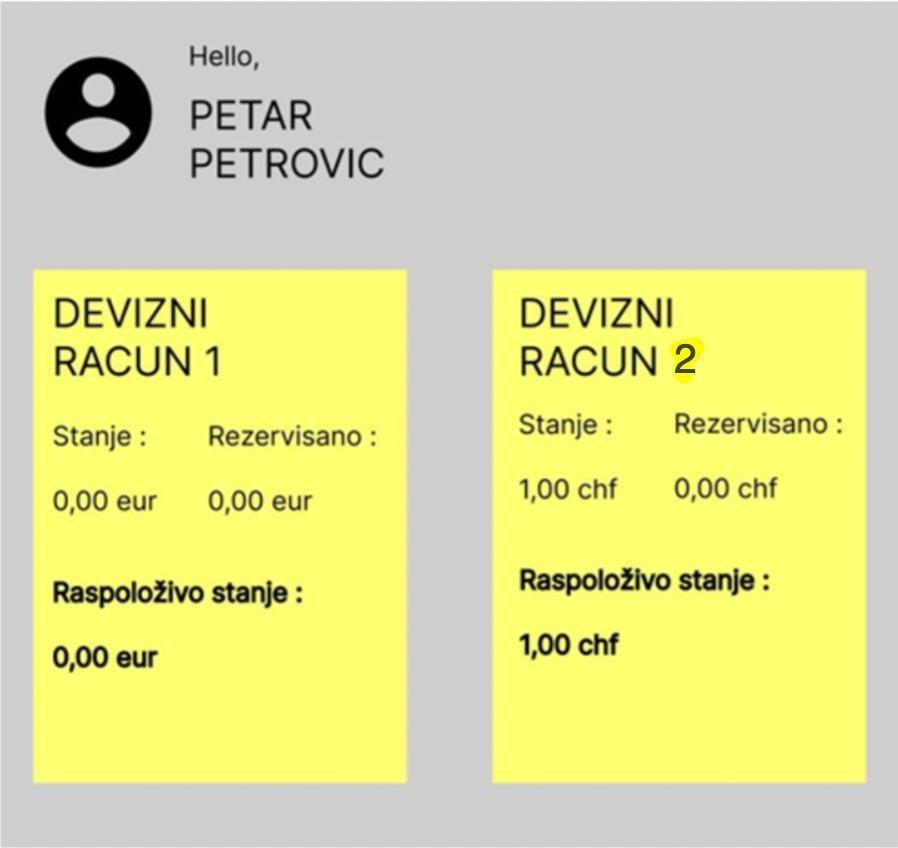 Hello,
PETAR
PETROVIC
DEVIZNI
RACUN 1
Stanje :
Rezervisano :
0,00 eur
0,00 eur
Raspoloživo stanje :
0,00 eur
DEVIZNI
RACUN 2
Stanje :
Rezervisano :
1,00 chf
0,00 chf
Raspoloživo stanje :
1,00 chf